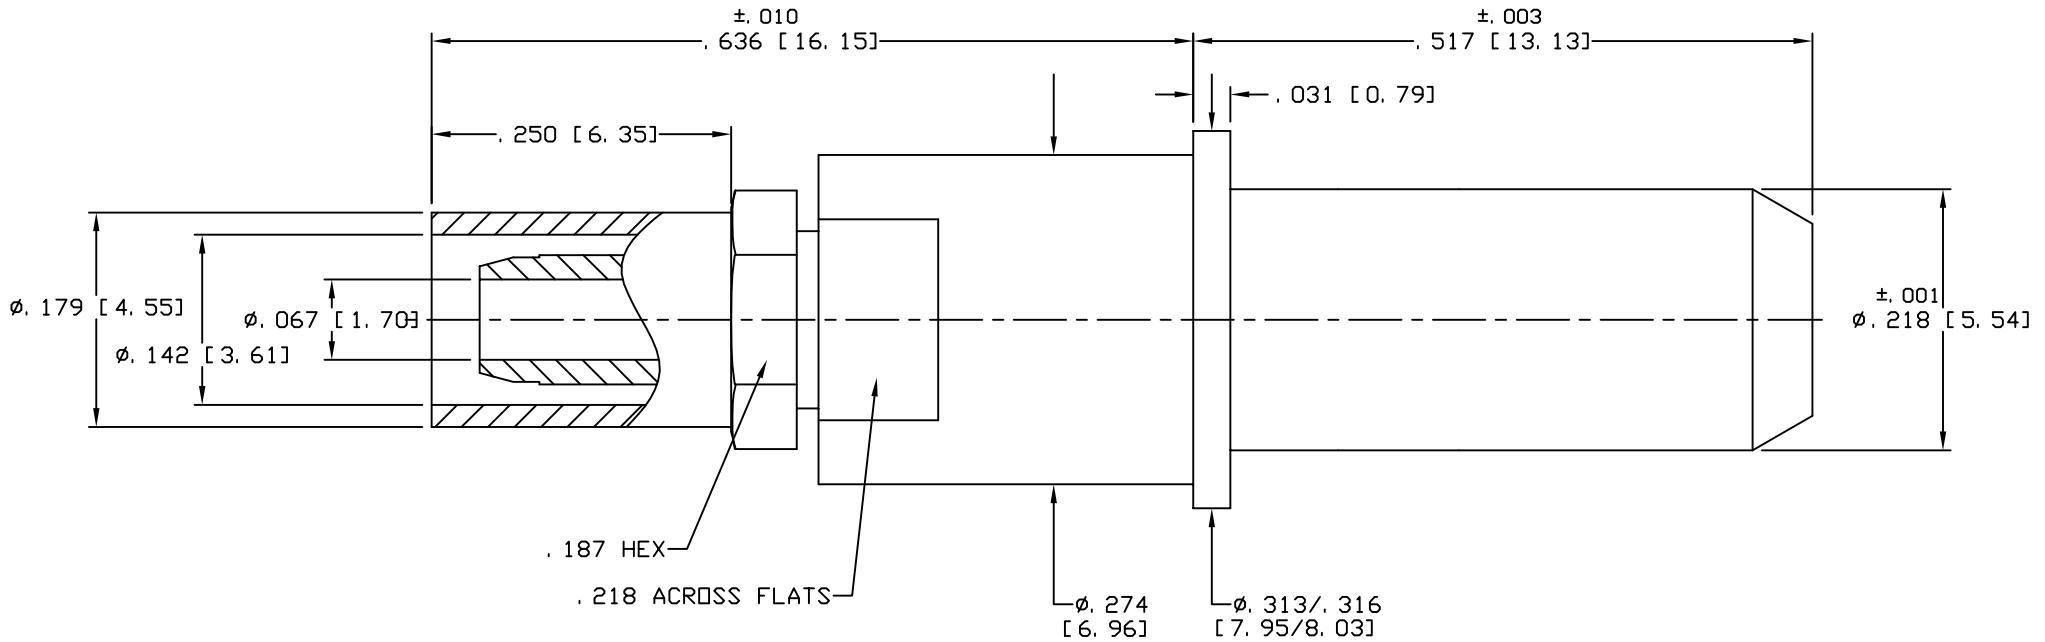 ±.010
.636 [16.15]
±.003
.517 [13.13]
.031 [0.79]
.250 [6.35]
Ø.179 [4.55]
Ø.067 [1.70]
Ø.142 [3.61]
±.001
Ø.218 [5.54]
.187 HEX
.218 ACROSS FLATS
Ø.274
[6.96]
Ø.313/.316
[7.95/8.03]